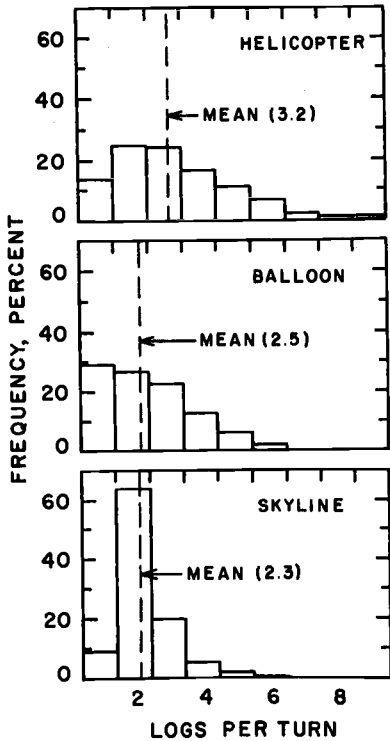 60
40
20
0
HELICOPTER
MEAN (3.2)
60
40
20
0
BALLOON
MEAN (2.5)
60
40
20
0
SKYLINE
MEAN (2.3)
FREQUENCY, PERCENT
2 4 6 8
LOGS PER TURN